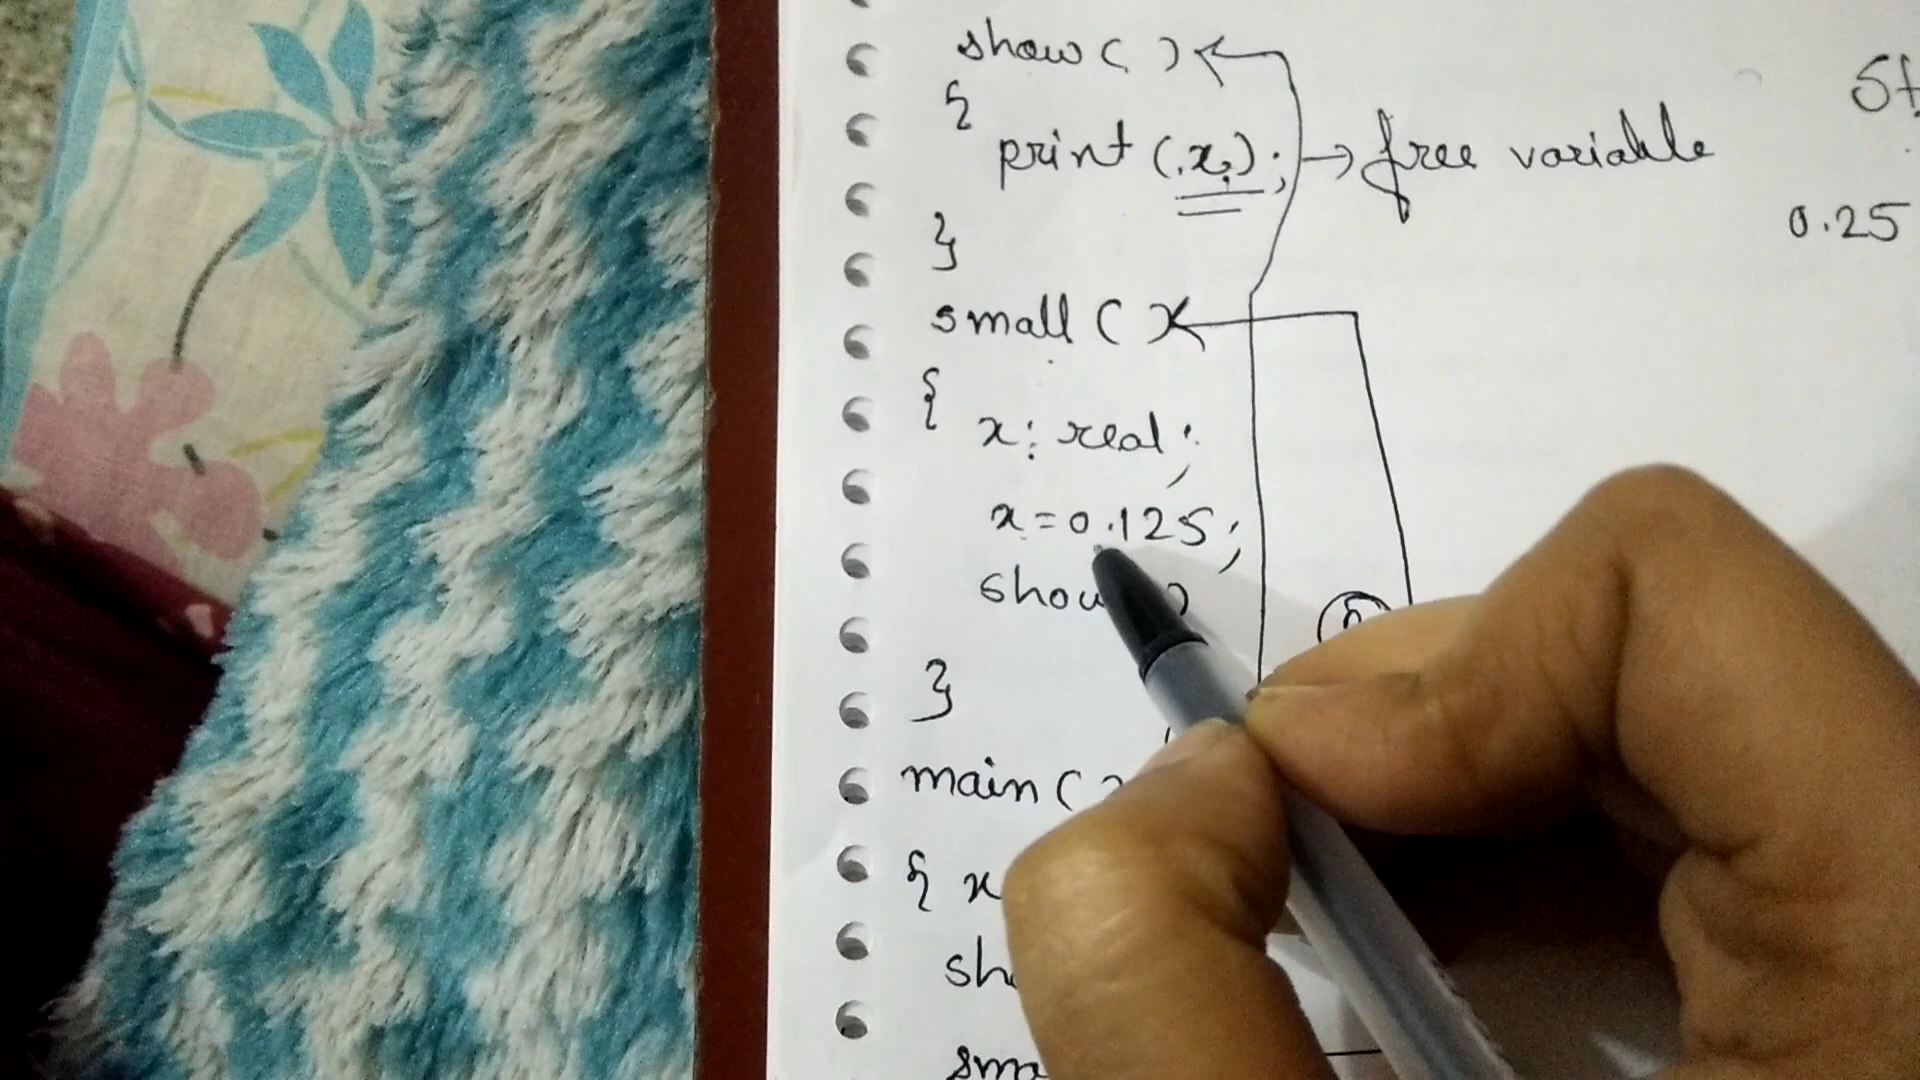 show ( )
{
print (x); → free variable
0.25
}
small (
{
x: real;
x = 0.125;
}
main (
{ x